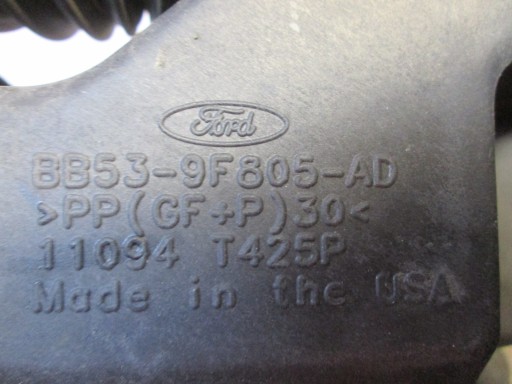 Ford
BB53-9F805-AD
>PP(GF+P)30<
11094 T425P
Made in the USA